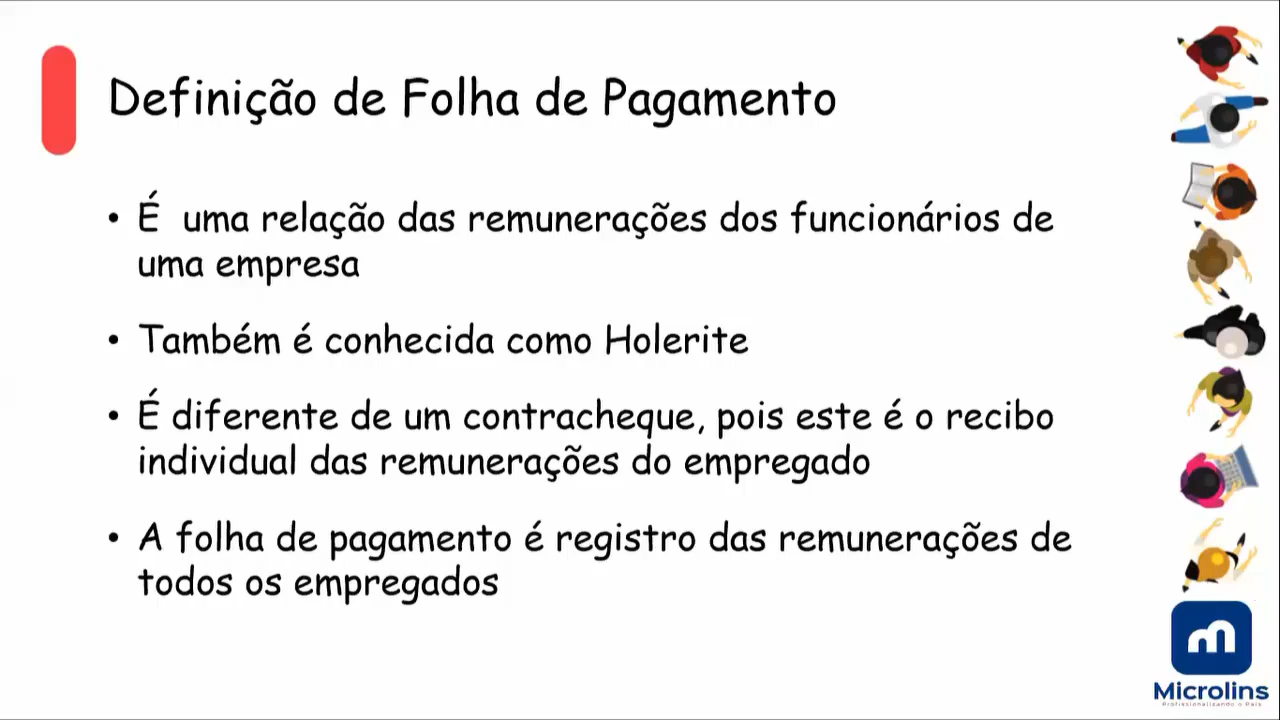 Definição de Folha de Pagamento
• É uma relação das remunerações dos funcionários de
uma empresa
• Também é conhecida como Holerite
• É diferente de um contracheque, pois este é o recibo
individual das remunerações do empregado
• A folha de pagamento é registro das remunerações de
todos os empregados
Microlins
Profissionalizando o País